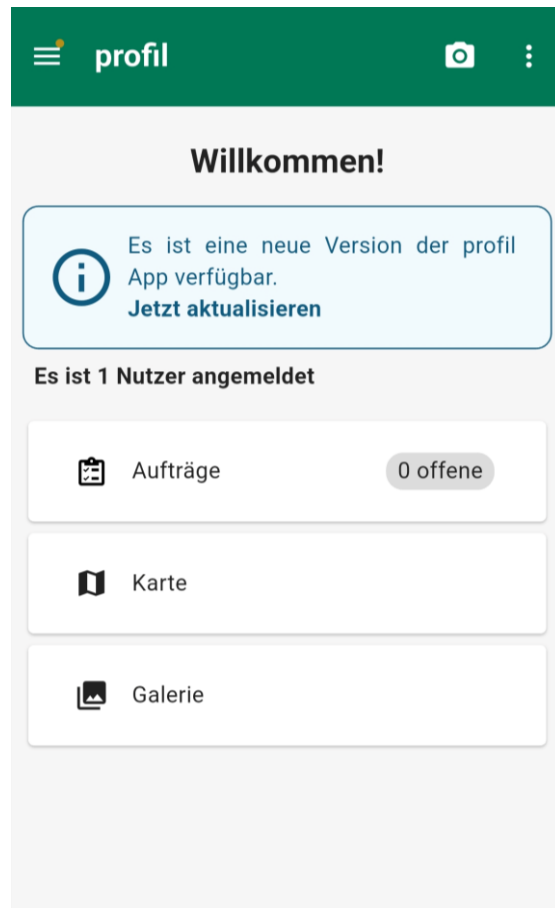 profil
Willkommen!
Es ist eine neue Version der profil
App verfügbar.
Jetzt aktualisieren
Es ist 1 Nutzer angemeldet
Aufträge
0 offene
Karte
Galerie